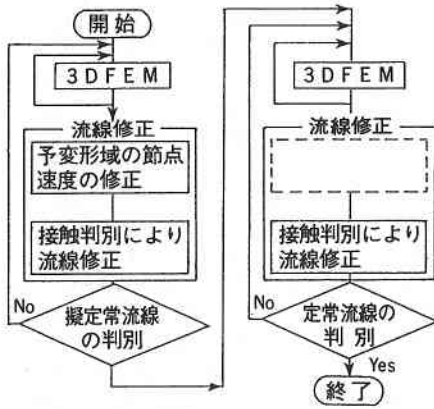 開始
3DFEM
流線修正
予変形域の節点
速度の修正
接触判別により
流線修正
No
擬定常流線
の判別
3DFEM
流線修正
接触判別により
流線修正
No
定常流線の
判別
Yes
終了